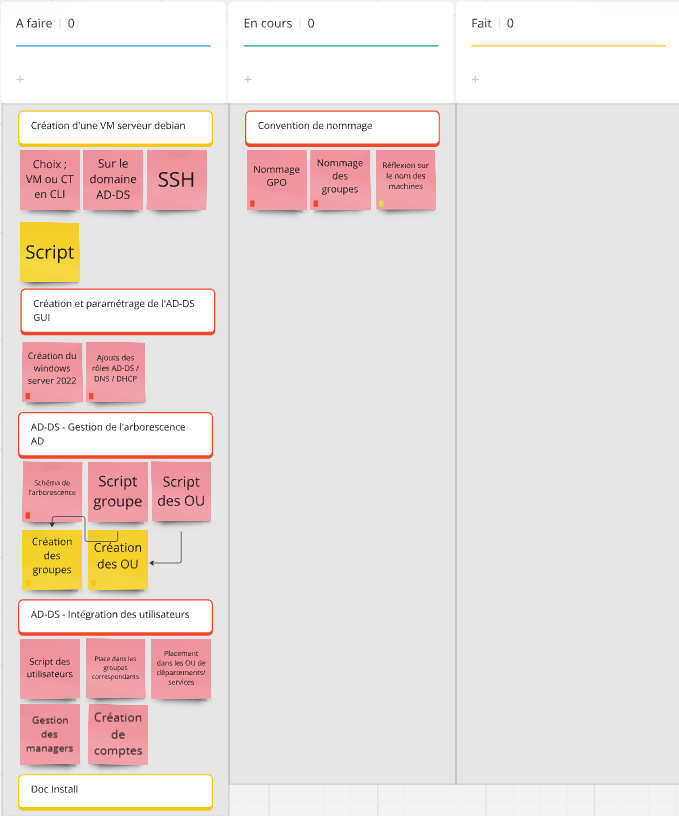 A faire | 0
+
Création d'une VM serveur debian
Choix ;
VM ou CT
en CLI
Sur le
domaine
AD-DS
SSH
Script
Création et paramétrage de l'AD-DS
GUI
Création du
windows
server 2022
Ajouts des
rôles AD-DS /
DNS / DHCP
AD-DS - Gestion de l'arborescence
AD
Schéma de
l'arborescence
Script
groupe
Script
des OU
Création
des
groupes
Création
des OU
AD-DS - Intégration des utilisateurs
Script des
utilisateurs
Place dans les
groupes
correspondants
Placement
dans les OU de
départements/
services
Gestion
des
managers
Création
de
comptes
Doc Install
En cours | 0
+
Convention de nommage
Nommage
GPO
Nommage
des
groupes
Réflexion sur
le nom des
machines
Fait | 0
+